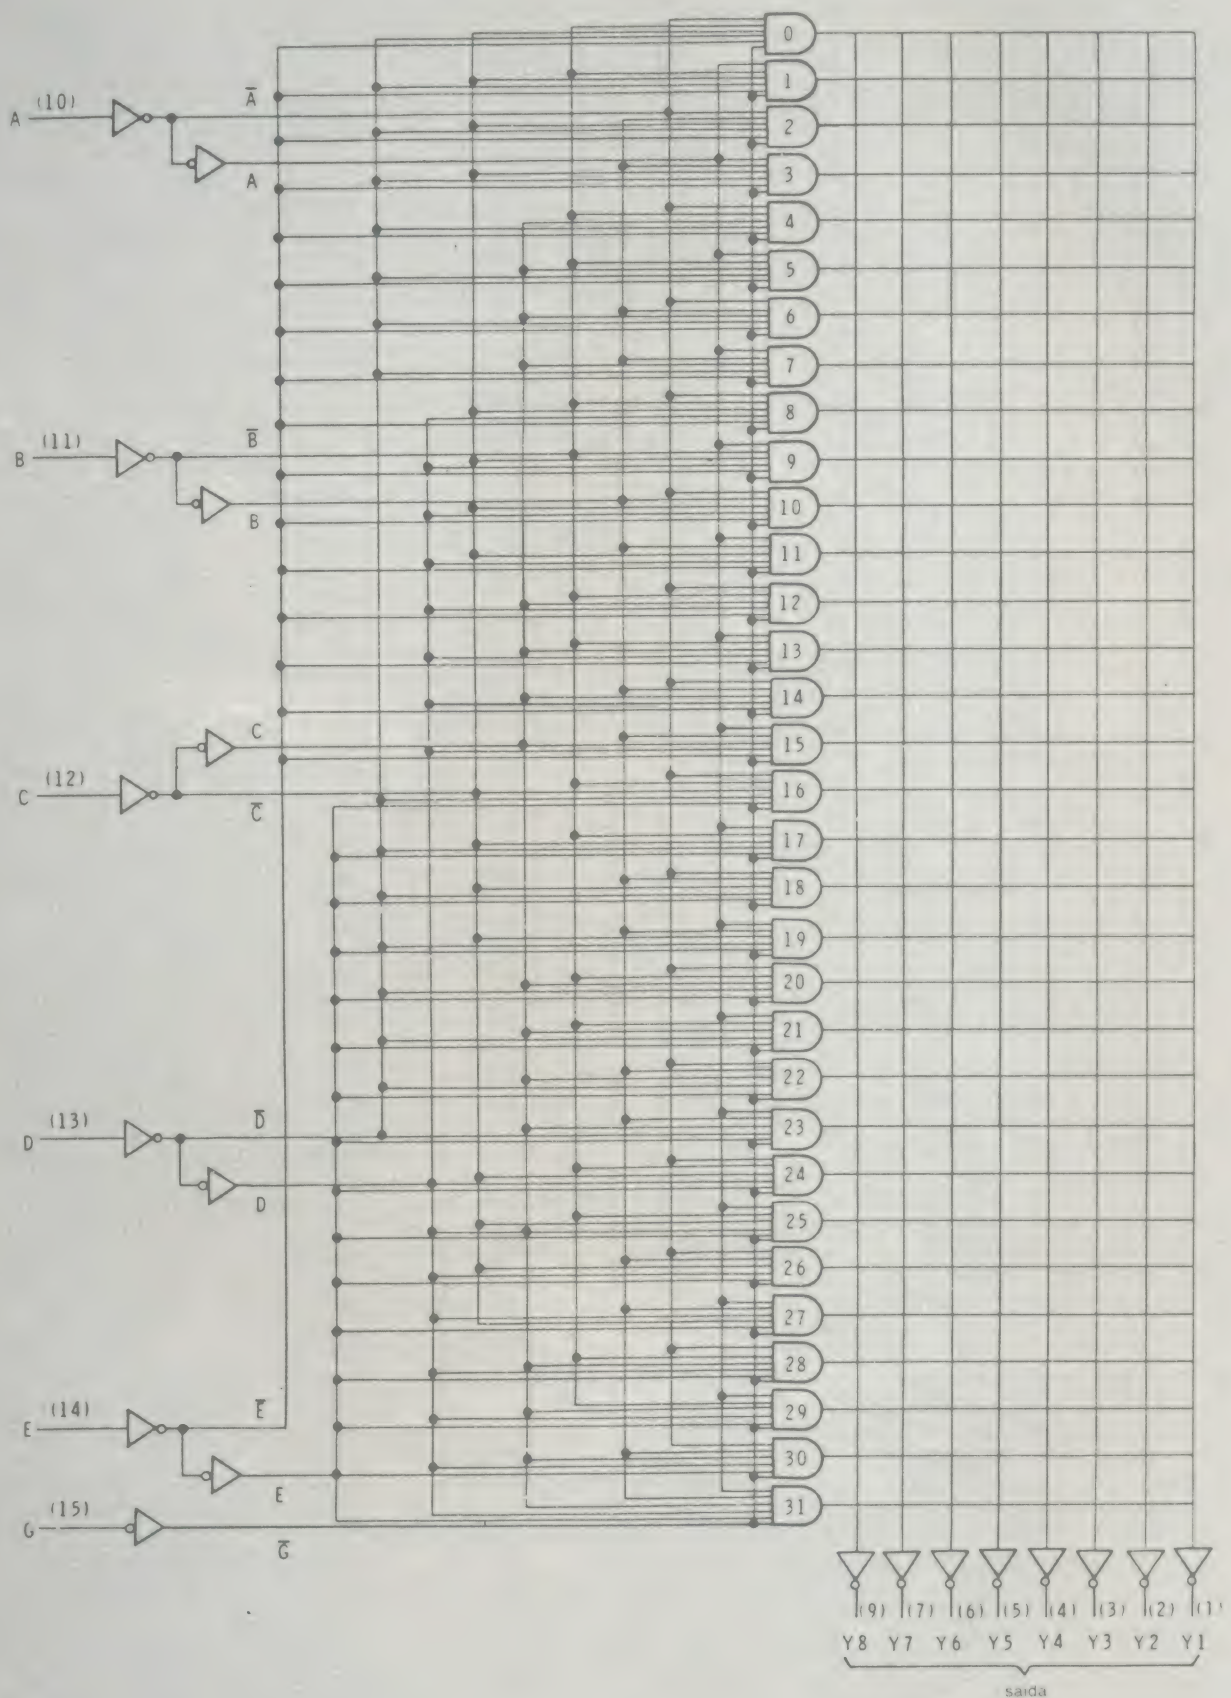 0
1
A (10) A̅
2
3
A
4
5
6
7
8
B (11) B̅
9
10
B
11
12
13
14
C
15
C (12)
16
C̅
17
18
19
20
21
22
D (13) D̅
23
24
D
25
26
27
28
E (14) E̅
29
30
E
31
G (15)
G̅
(9) (7) (6) (5) (4) (3) (2) (1)
Y8 Y7 Y6 Y5 Y4 Y3 Y2 Y1
saída